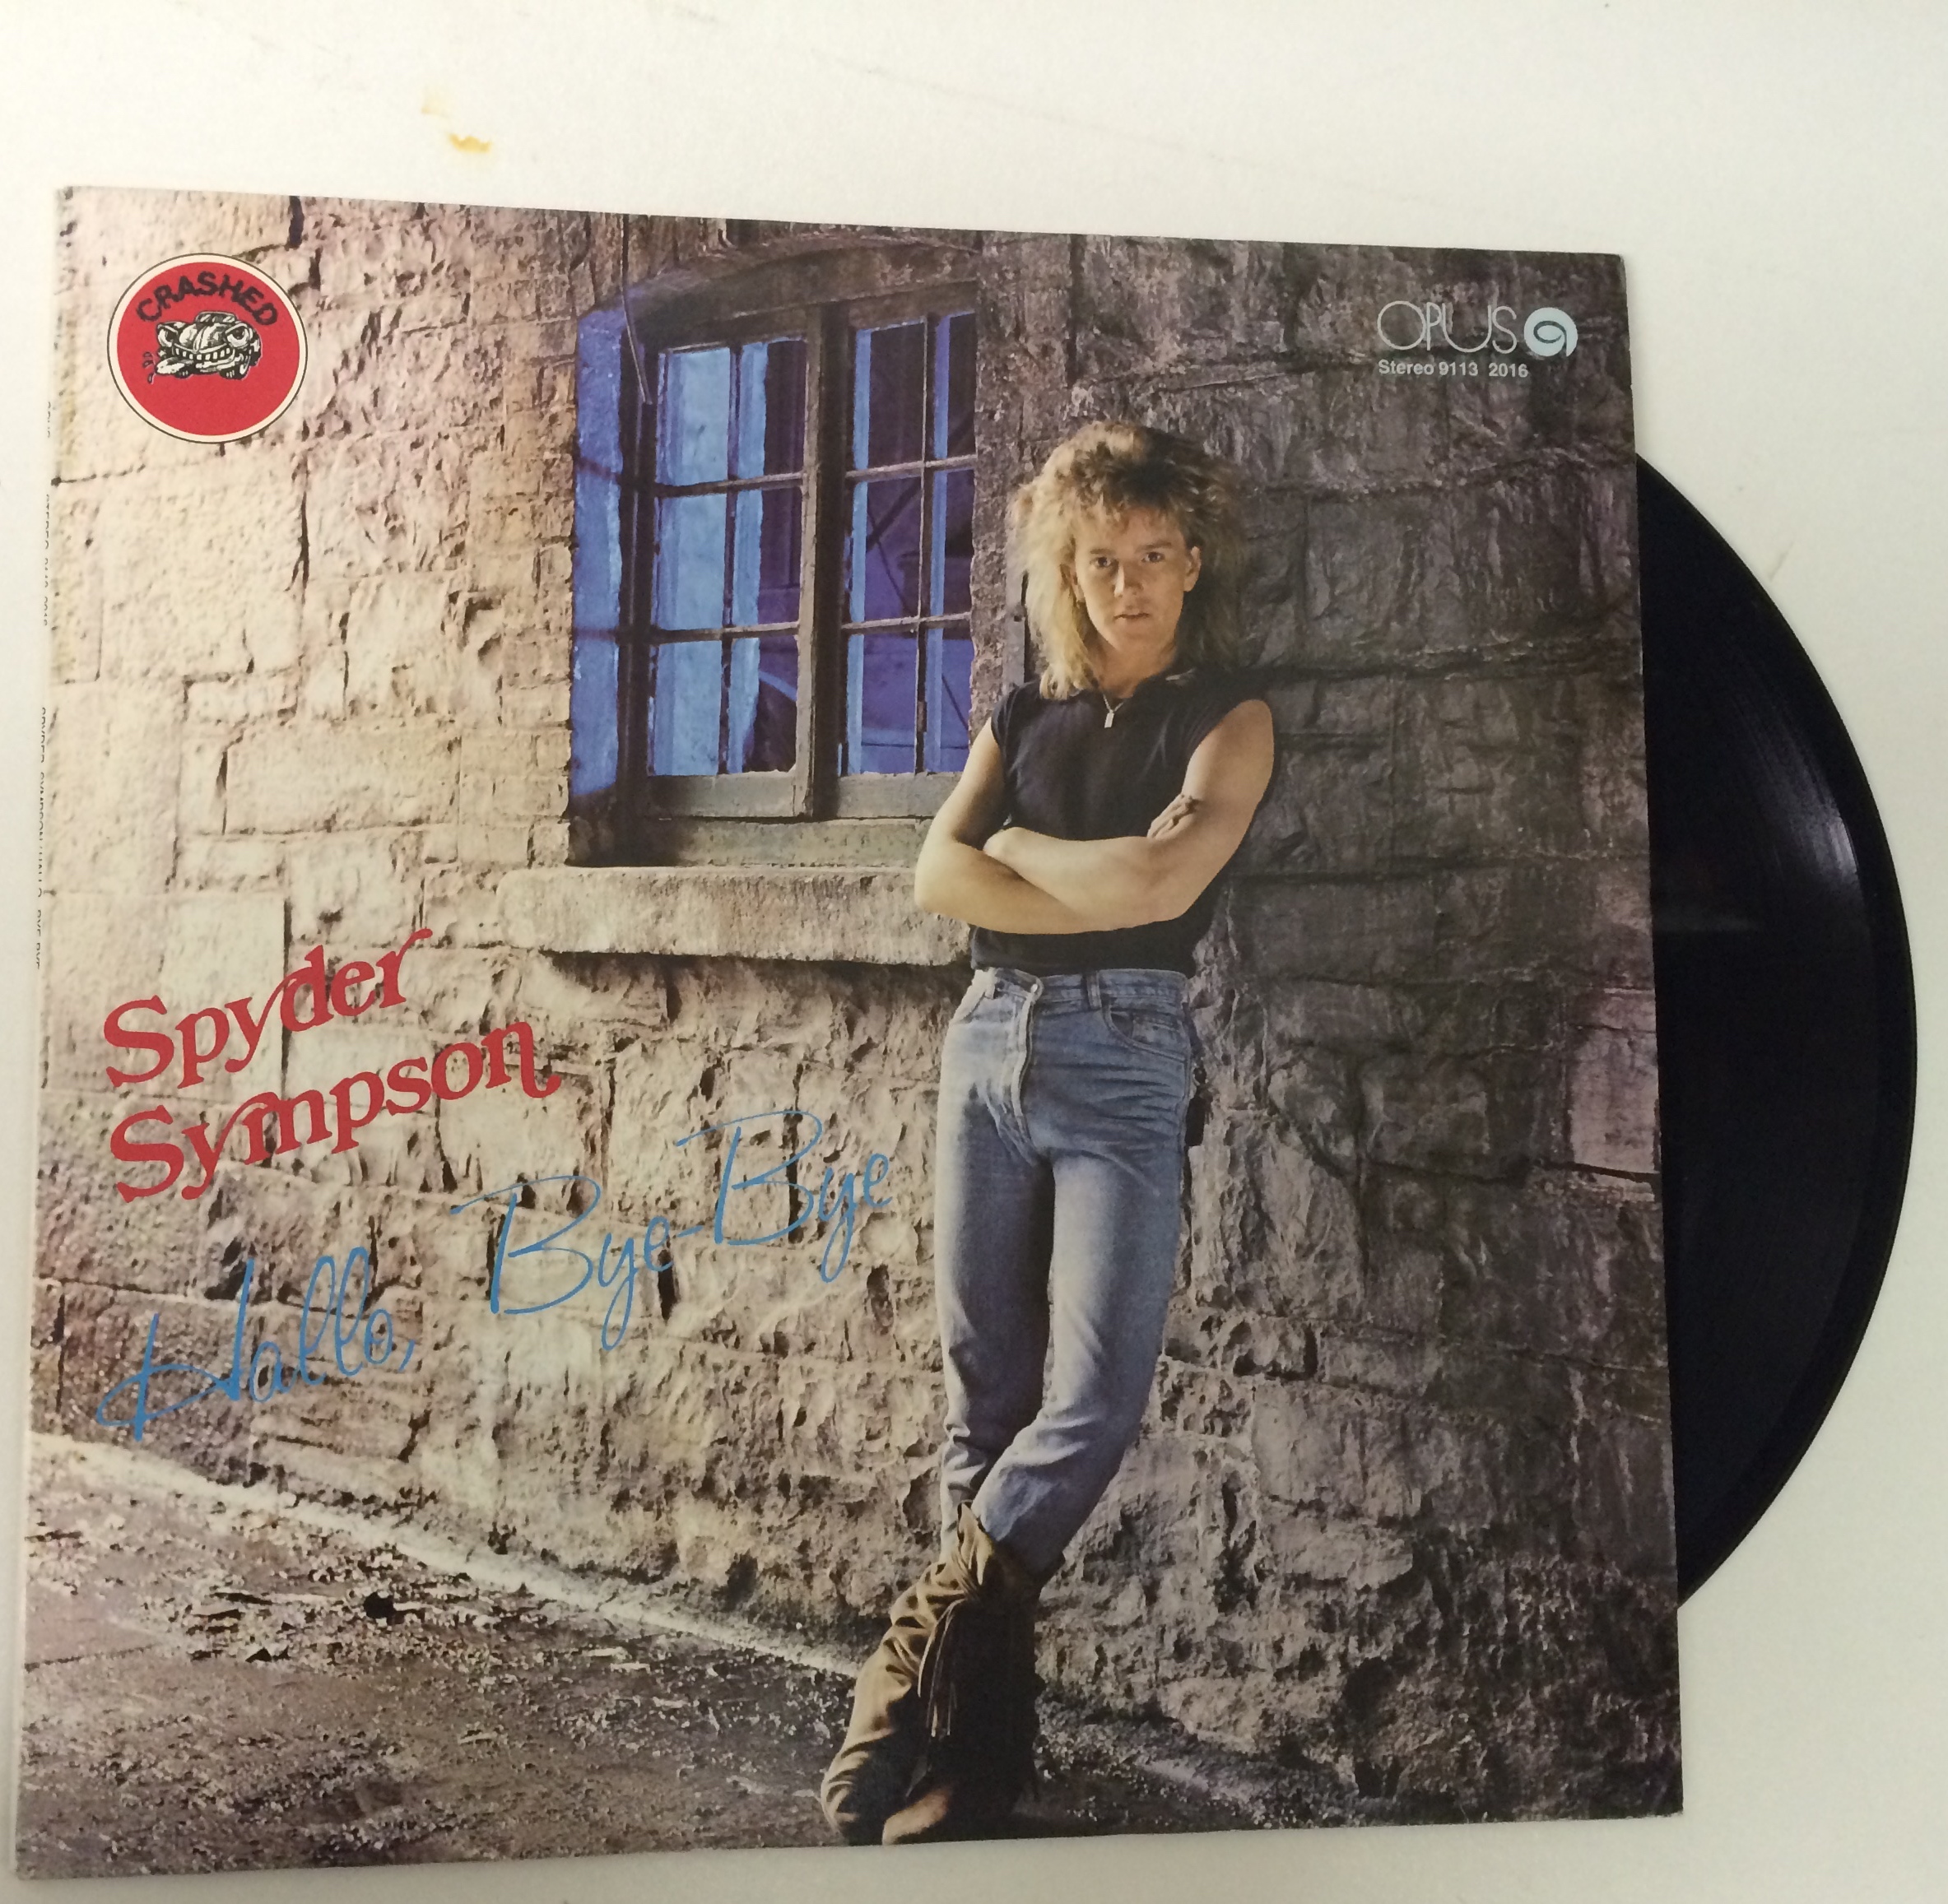 CRASHED
OPUS
Stereo 9113 2016
Spyder
Sympson
Hallo, Bye-Bye